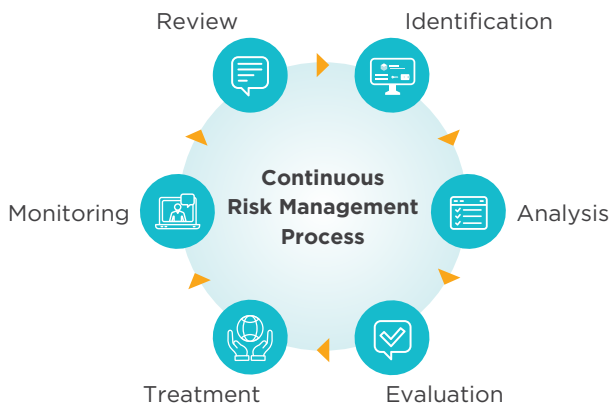 Review
Identification
Continuous
Risk Management
Process
Monitoring
Analysis
Treatment
Evaluation